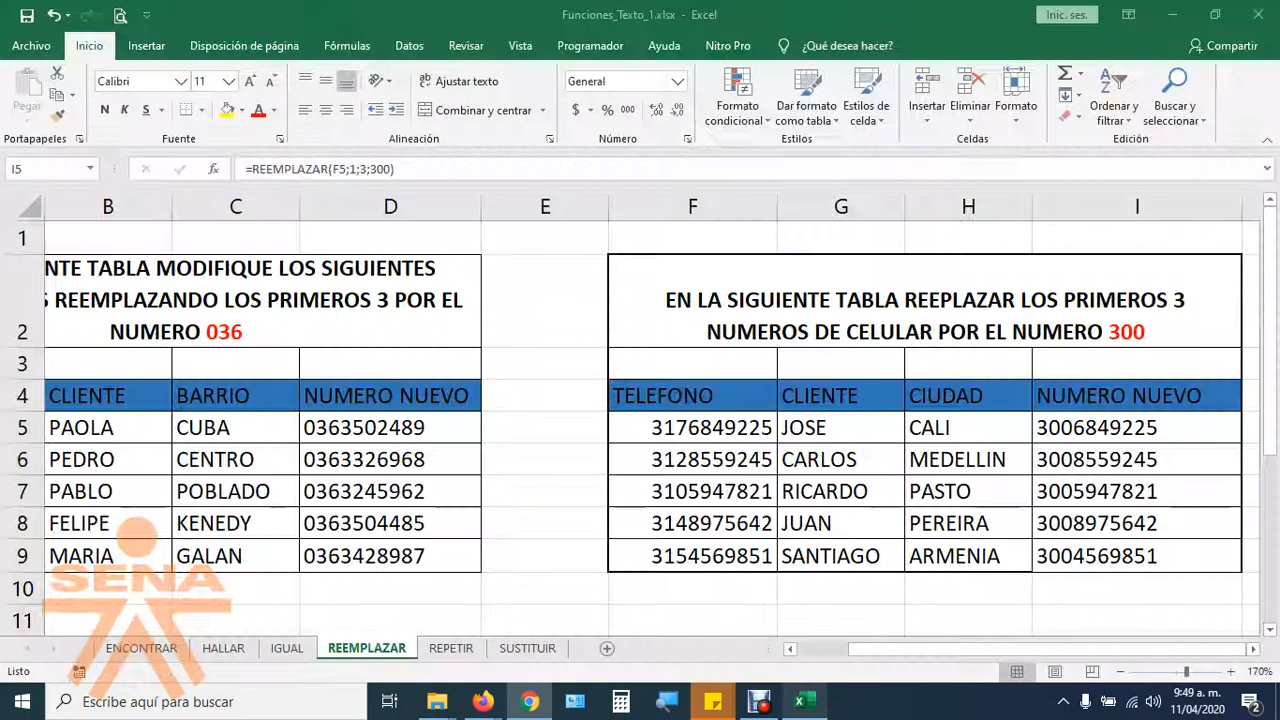 Funciones_Texto_1.xlsx - Excel
Inic. ses.
Archivo Inicio Insertar Disposición de página Fórmulas Datos Revisar Vista Programador Ayuda Nitro Pro ¿Qué desea hacer? Compartir
Pegar
Calibri 11
N K S
Ajustar texto
Combinar y centrar
General
$ % 000
Formato condicional
Dar formato como tabla
Estilos de celda
Insertar Eliminar Formato
Ordenar y filtrar
Buscar y seleccionar
Portapapeles Fuente Alineación Número Estilos Celdas Edición
I5 fx =REEMPLAZAR(F5;1;3;300)
B C D E F G H I
1
NTE TABLA MODIFIQUE LOS SIGUIENTES
S REEMPLAZANDO LOS PRIMEROS 3 POR EL
NUMERO 036
EN LA SIGUIENTE TABLA REEPLAZAR LOS PRIMEROS 3
NUMEROS DE CELULAR POR EL NUMERO 300
2
3
4 CLIENTE BARRIO NUMERO NUEVO TELEFONO CLIENTE CIUDAD NUMERO NUEVO
5 PAOLA CUBA 0363502489 3176849225 JOSE CALI 3006849225
6 PEDRO CENTRO 0363326968 3128559245 CARLOS MEDELLIN 3008559245
7 PABLO POBLADO 0363245962 3105947821 RICARDO PASTO 3005947821
8 FELIPE KENEDY 0363504485 3148975642 JUAN PEREIRA 3008975642
9 MARIA GALAN 0363428987 3154569851 SANTIAGO ARMENIA 3004569851
10
11
SENA
ENCONTRAR HALLAR IGUAL REEMPLAZAR REPETIR SUSTITUIR
Listo 170%
Escribe aquí para buscar
9:49 a. m.
11/04/2020
2